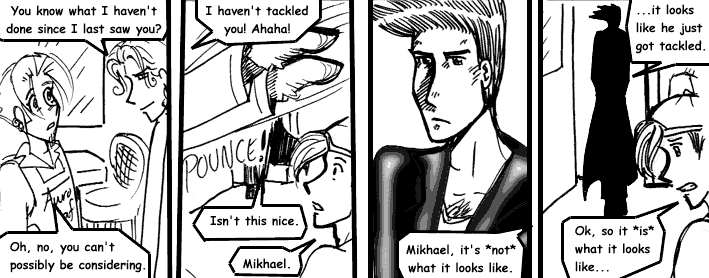 You know what I haven't
done since I last saw you?
Oh, no, you can't
possibly be considering.
I haven't tackled
you! Ahaha!
POUNCE!
Isn't this nice.
Mikhael.
Mikhael, it's *not*
what it looks like.
...it looks
like he just
got tackled.
Ok, so it *is*
what it looks
like...